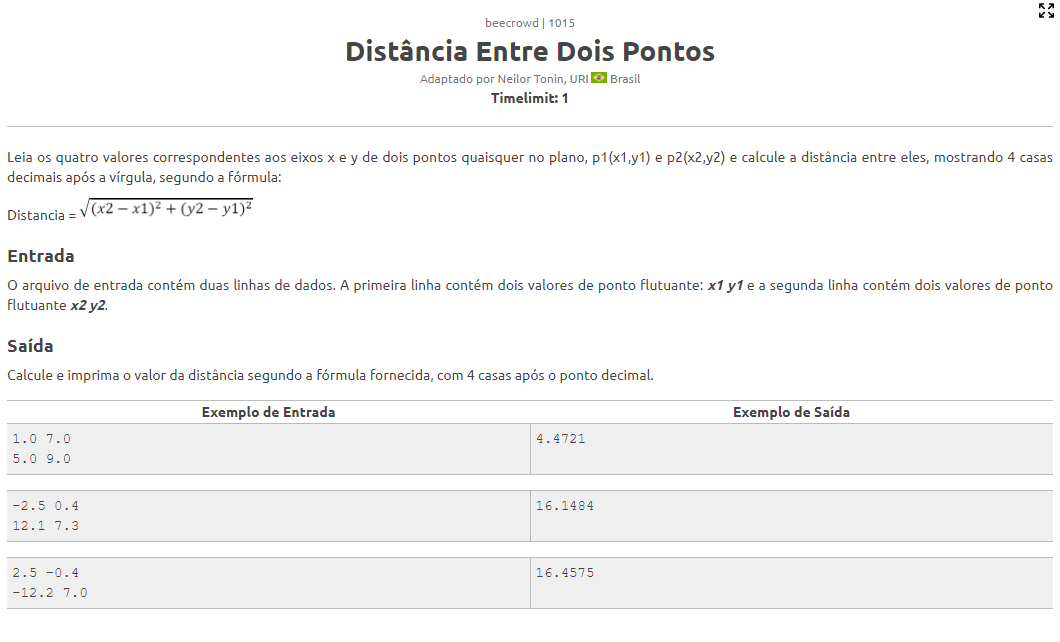 beecrowd | 1015
Distância Entre Dois Pontos
Adaptado por Neilor Tonin, URI Brasil
Timelimit: 1
Leia os quatro valores correspondentes aos eixos x e y de dois pontos quaisquer no plano, p1(x1,y1) e p2(x2,y2) e calcule a distância entre eles, mostrando 4 casas
decimais após a vírgula, segundo a fórmula:
Distancia = √(x2 − x1)² + (y2 − y1)²
Entrada
O arquivo de entrada contém duas linhas de dados. A primeira linha contém dois valores de ponto flutuante: x1 y1 e a segunda linha contém dois valores de ponto
flutuante x2 y2.
Saída
Calcule e imprima o valor da distância segundo a fórmula fornecida, com 4 casas após o ponto decimal.
Exemplo de Entrada Exemplo de Saída
1.0 7.0 4.4721
5.0 9.0
-2.5 0.4 16.1484
12.1 7.3
2.5 -0.4 16.4575
-12.2 7.0